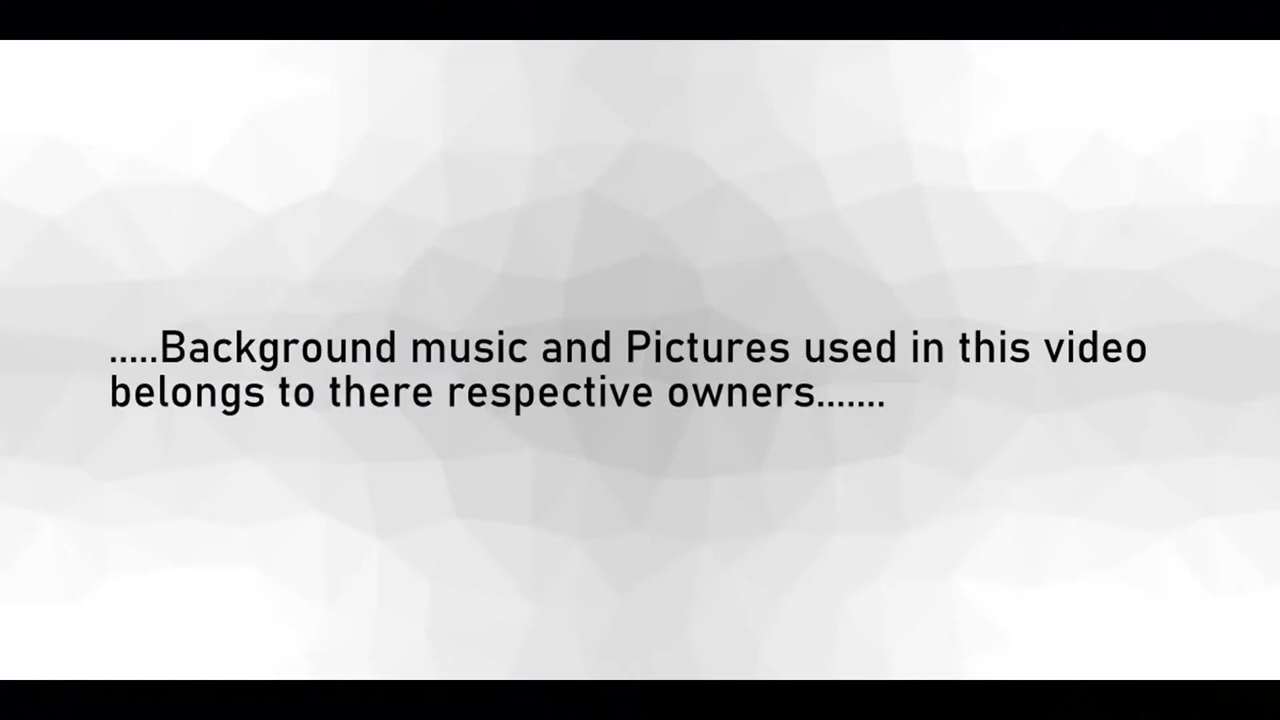 .....Background music and Pictures used in this video
belongs to there respective owners.......